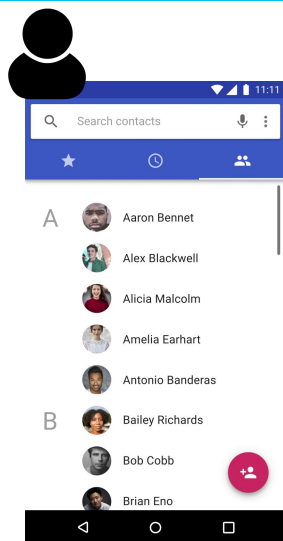 11:11
Search contacts
A
Aaron Bennet
Alex Blackwell
Alicia Malcolm
Amelia Earhart
Antonio Banderas
B
Bailey Richards
Bob Cobb
Brian Eno